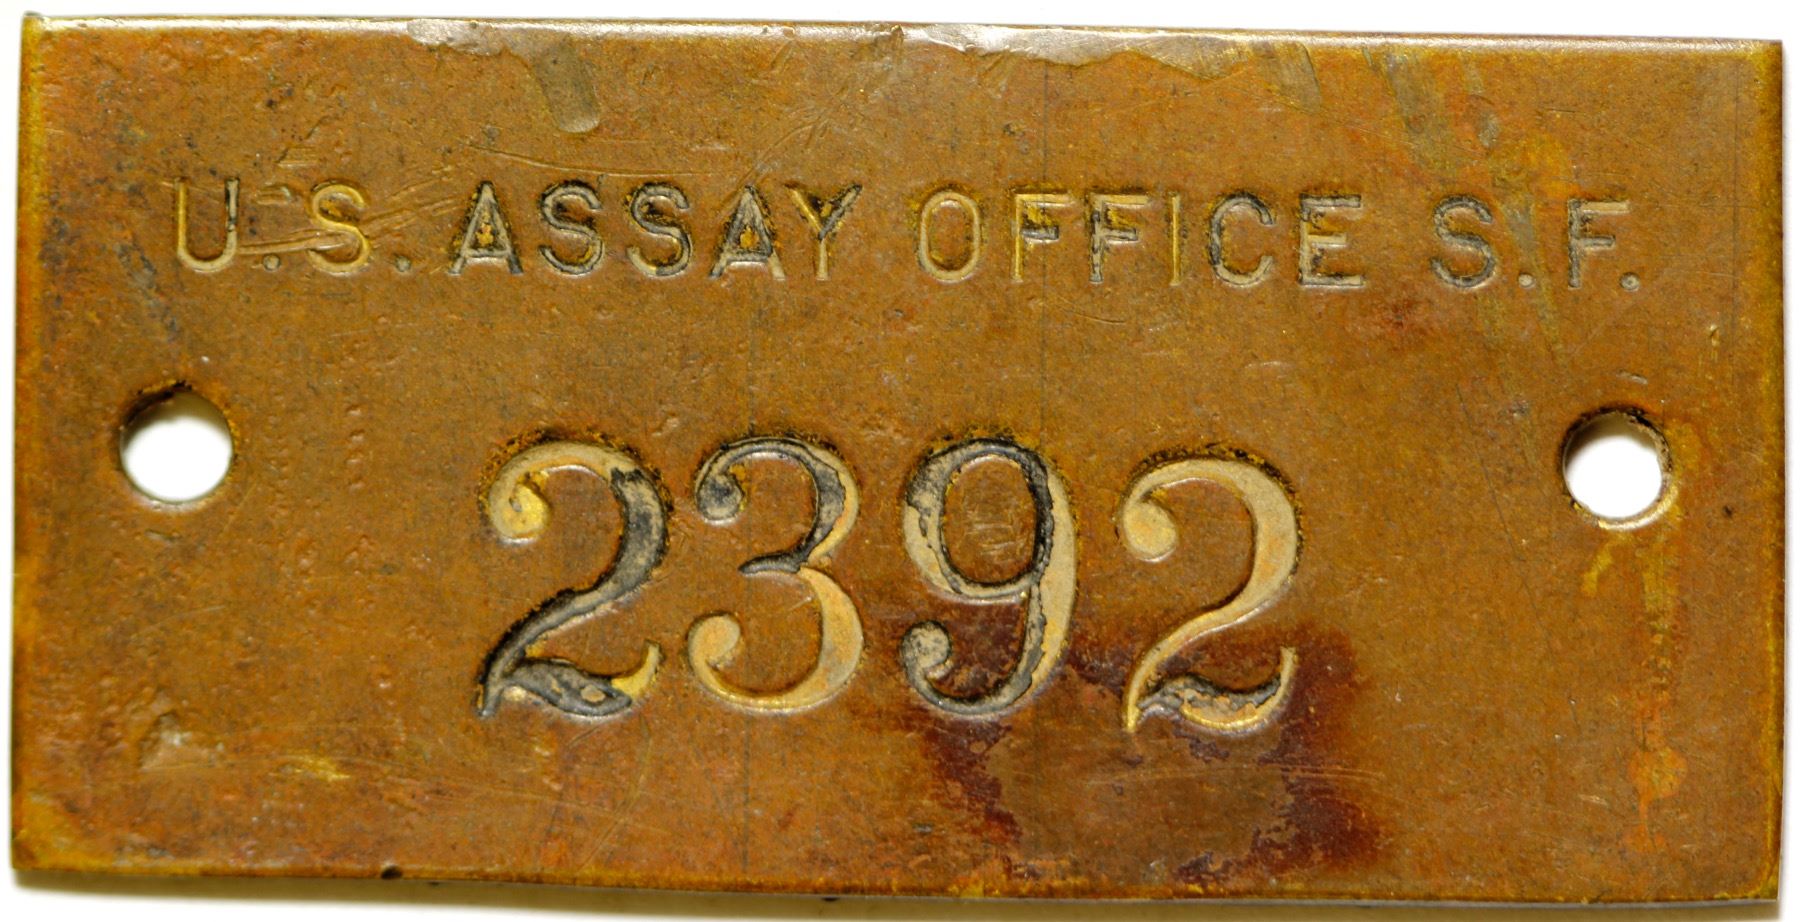 U.S. ASSAY OFFICE S.F.
2392